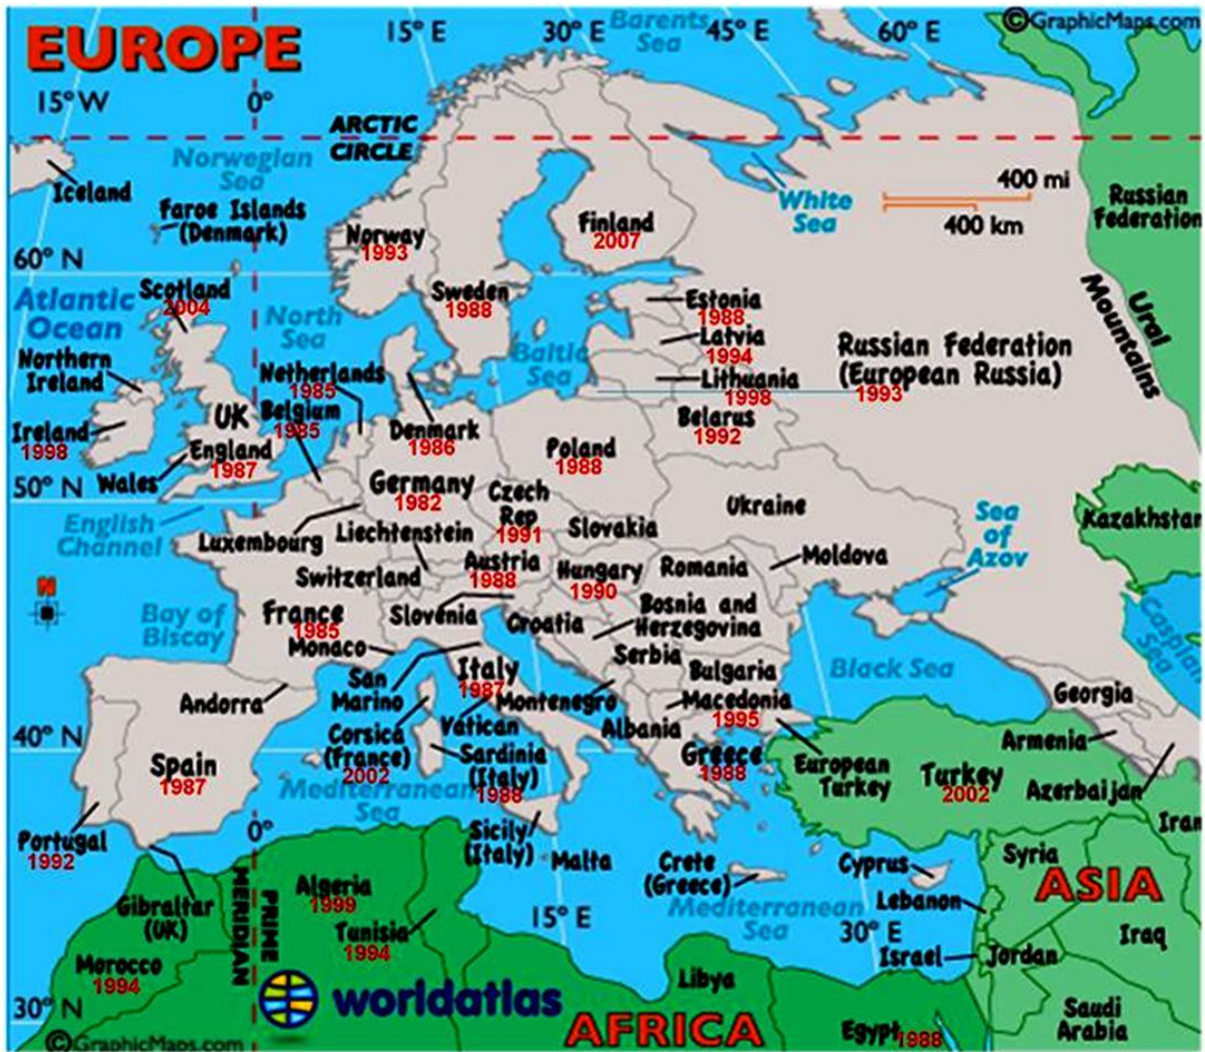 EUROPE
15° E
30° E
Barents
Sea
45° E
60° E
©GraphicMaps.com
15° W
0°
ARCTIC
CIRCLE
Norwegian
Sea
Iceland
Faroe Islands
(Denmark)
White
Sea
400 mi
400 km
Russian
Federation
Norway
1993
Finland
2007
60° N
Scotland
2004
Atlantic
Ocean
North
Sea
Sweden
1988
Estonia
1988
Latvia
1994
Ural
Mountains
Russian Federation
(European Russia)
1993
Northern
Ireland
Netherlands
1985
Baltic
Sea
Lithuania
1998
UK
Belgium
1985
Belarus
1992
Ireland
1998
England
1987
Denmark
1986
Poland
1988
Wales
50° N
Germany
1982
Czech
Rep
1991
Ukraine
Sea
of
Azov
Kazakhstan
English
Channel
Luxembourg
Liechtenstein
Slovakia
Moldova
Austria
1988
Hungary
1990
Romania
N
Switzerland
Bay of
Biscay
France
1985
Slovenia
Croatia
Bosnia and
Herzegovina
Caspian
Sea
Monaco
Serbia
San
Marino
Italy
1987
Bulgaria
Black Sea
Andorra
Montenegro
Macedonia
1995
Georgia
Corsica
(France)
2002
Vatican
Albania
40° N
Armenia
Spain
1987
Sardinia
(Italy)
1988
Greece
1988
European
Turkey
Turkey
2002
Azerbaijan
Mediterranean
Sea
Iran
Portugal
1992
0°
Sicily
(Italy)
Malta
Crete
(Greece)
Cyprus
Syria
ASIA
Gibraltar
(UK)
PRIME
MERIDIAN
Algeria
1999
Mediterranean
Sea
Lebanon
15° E
30° E
Tunisia
1994
Iraq
Israel
Jordan
Morocco
1994
Libya
worldatlas
30° N
AFRICA
Egypt 1988
Saudi
Arabia
©GraphicMaps.com